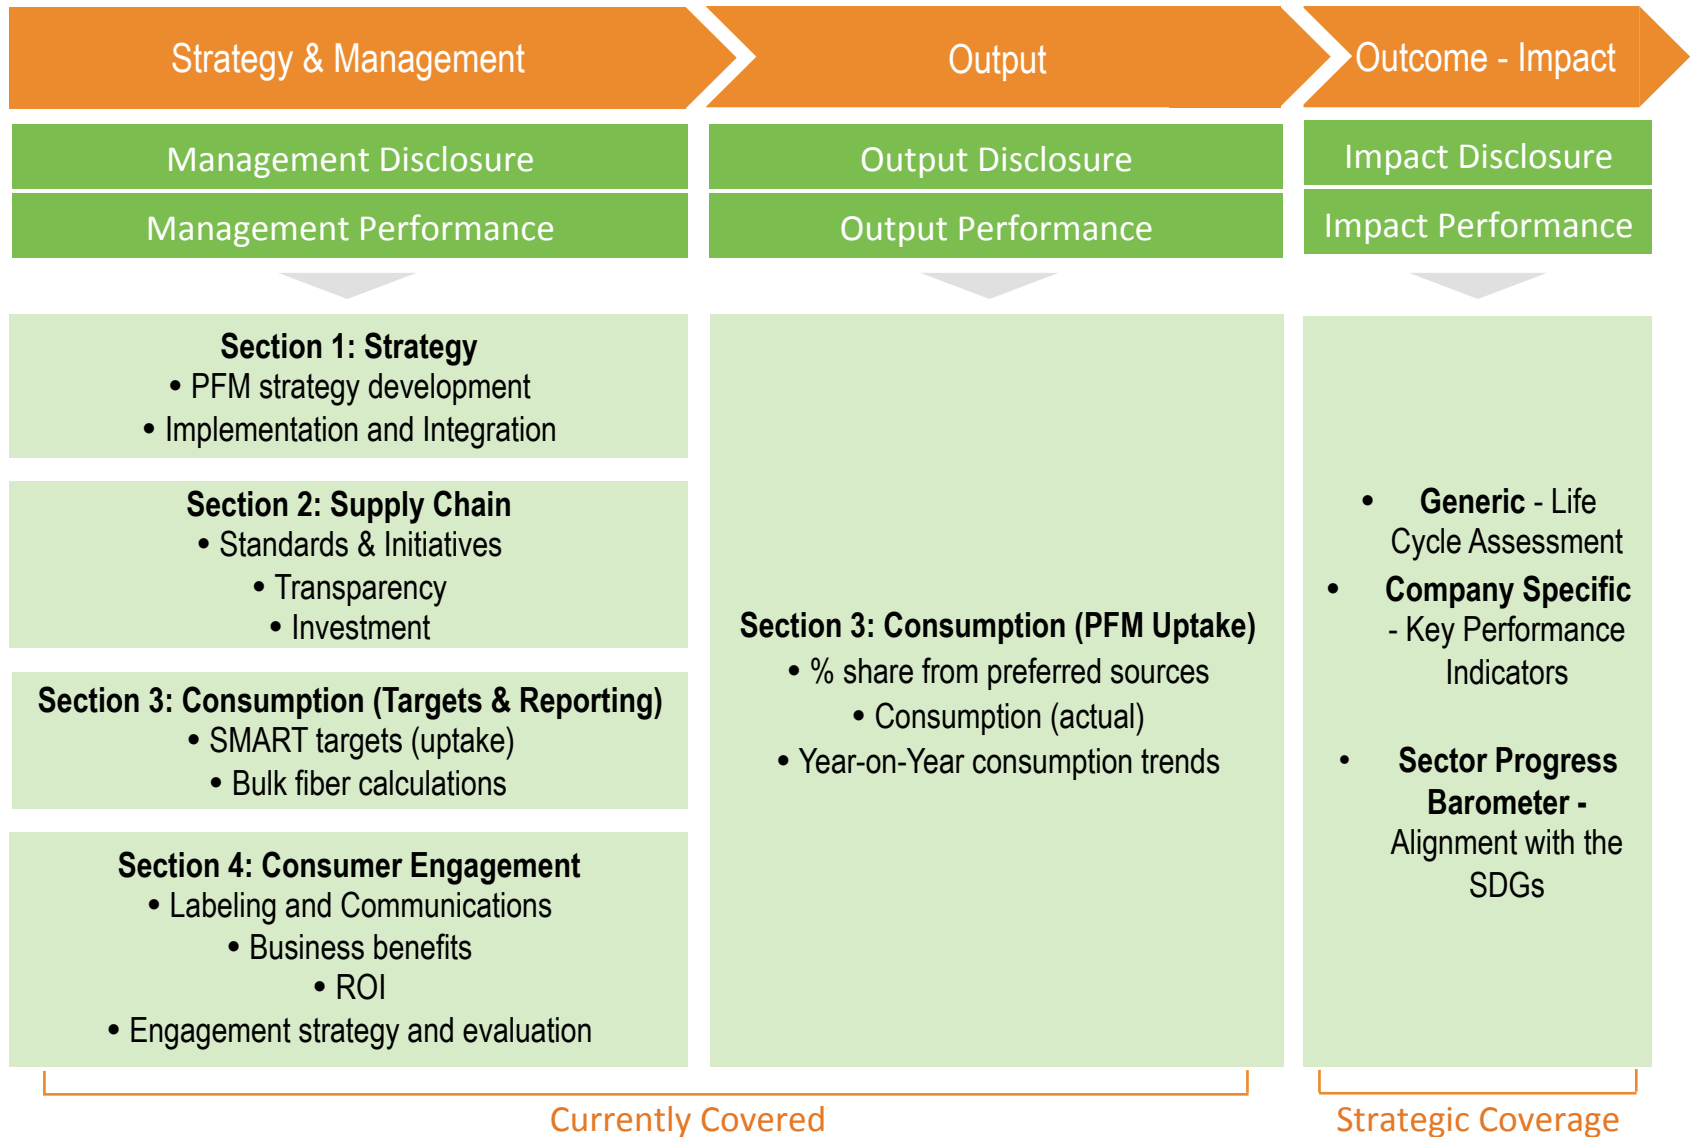 Strategy & Management
Output
Outcome - Impact
Management Disclosure
Output Disclosure
Impact Disclosure
Management Performance
Output Performance
Impact Performance
Section 1: Strategy
• PFM strategy development
• Implementation and Integration
Section 2: Supply Chain
• Standards & Initiatives
• Transparency
• Investment
Section 3: Consumption (Targets & Reporting)
• SMART targets (uptake)
• Bulk fiber calculations
Section 4: Consumer Engagement
• Labeling and Communications
• Business benefits
• ROI
• Engagement strategy and evaluation
Section 3: Consumption (PFM Uptake)
• % share from preferred sources
• Consumption (actual)
• Year-on-Year consumption trends
• Generic - Life
Cycle Assessment
• Company Specific
- Key Performance
Indicators
• Sector Progress
Barometer -
Alignment with the
SDGs
Currently Covered
Strategic Coverage